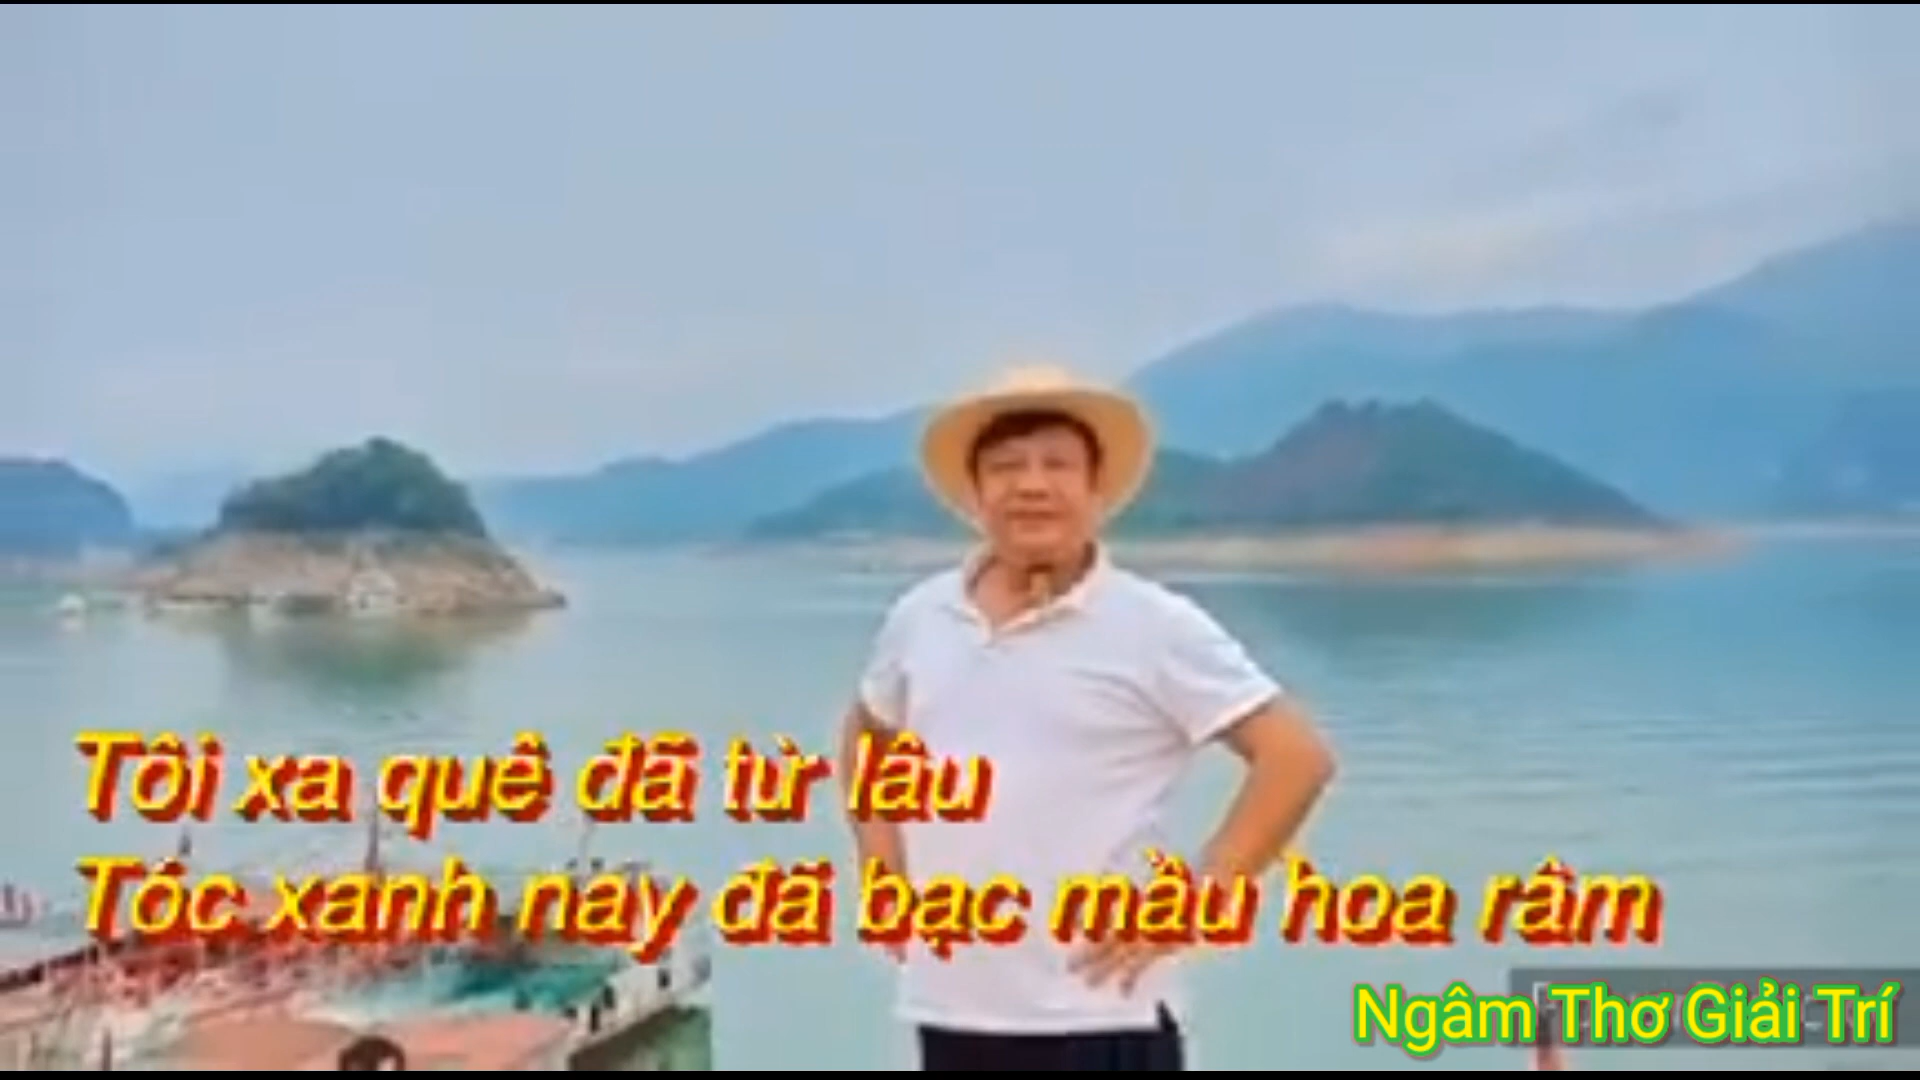 Tôi xa quê đã từ lâu
Tóc xanh nay đã bạc mầu hoa râm
Ngâm Thơ Giải Trí